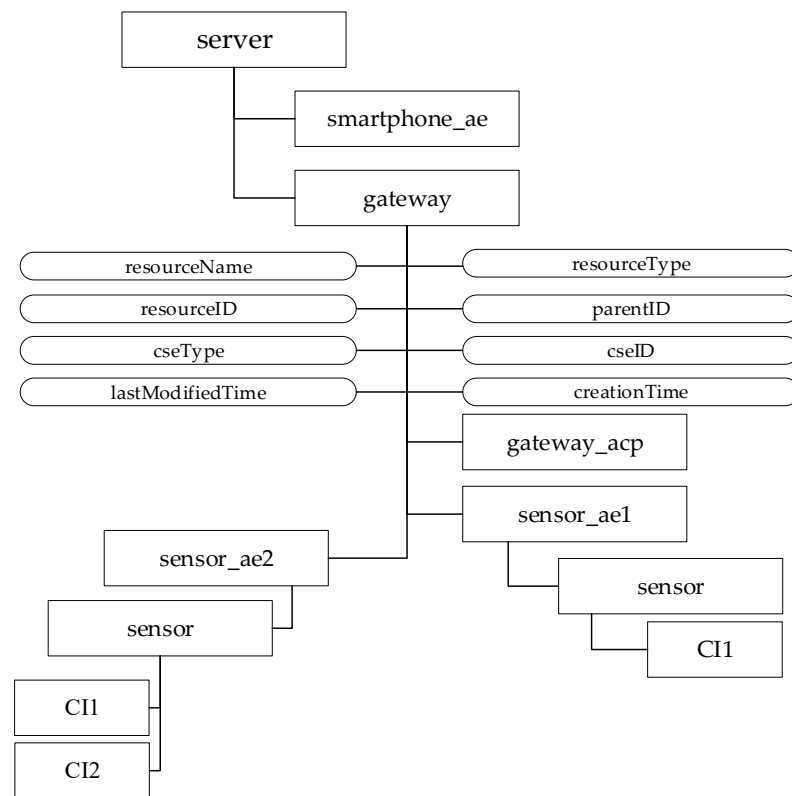 server
smartphone_ae
gateway
resourceName
resourceType
resourceID
parentID
cseType
cseID
lastModifiedTime
creationTime
gateway_acp
sensor_ae1
sensor_ae2
sensor
sensor
CI1
CI1
CI2